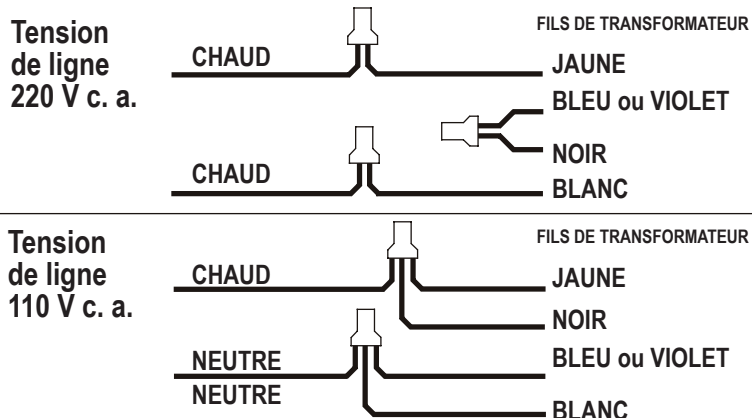 Tension
de ligne
220 V c. a.
FILS DE TRANSFORMATEUR
CHAUD
JAUNE
BLEU ou VIOLET
NOIR
CHAUD
BLANC
Tension
de ligne
110 V c. a.
FILS DE TRANSFORMATEUR
CHAUD
JAUNE
NOIR
NEUTRE
BLEU ou VIOLET
NEUTRE
BLANC